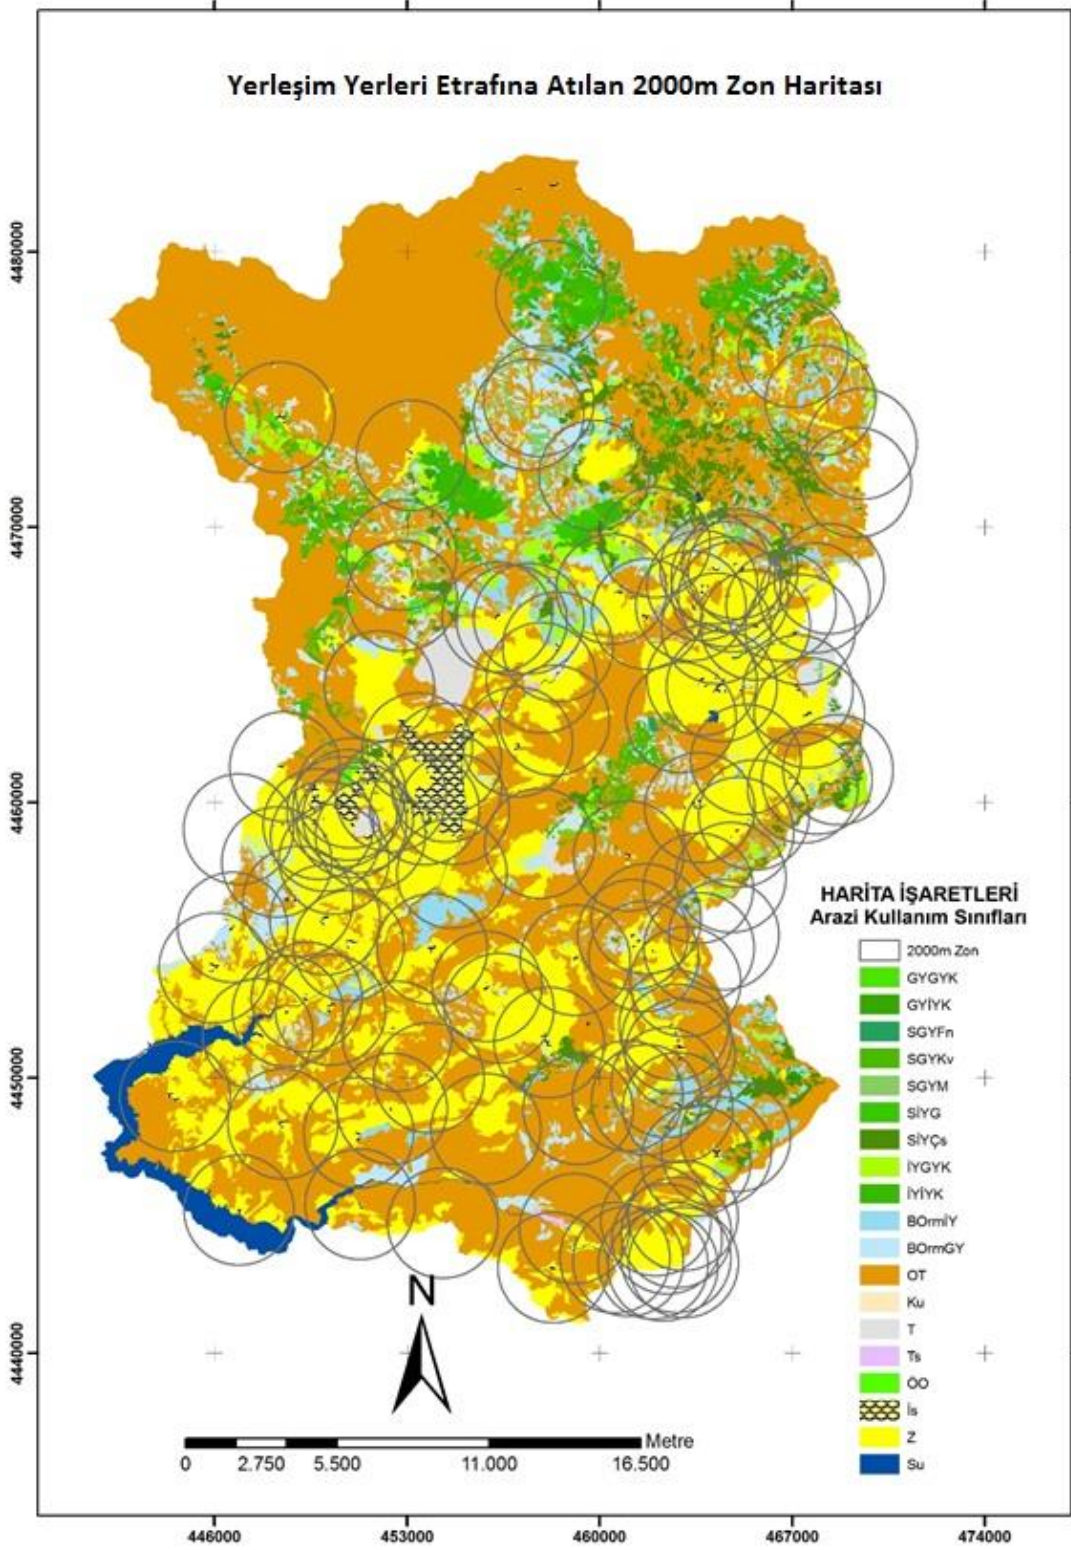 Yerleşim Yerleri Etrafına Atılan 2000m Zon Haritası
4480000
4470000
4460000
4450000
4440000
HARİTA İŞARETLERİ
Arazi Kullanım Sınıfları
2000m Zon
GYGYK
GYİYK
SGYFn
SGYKv
SGYM
SİYG
SİYÇs
İYGYK
İYİYK
BOrmİY
BOrmGY
OT
Ku
T
Ts
ÖO
İs
Z
Su
N
Metre
0 2.750 5.500 11.000 16.500
446000 453000 460000 467000 474000